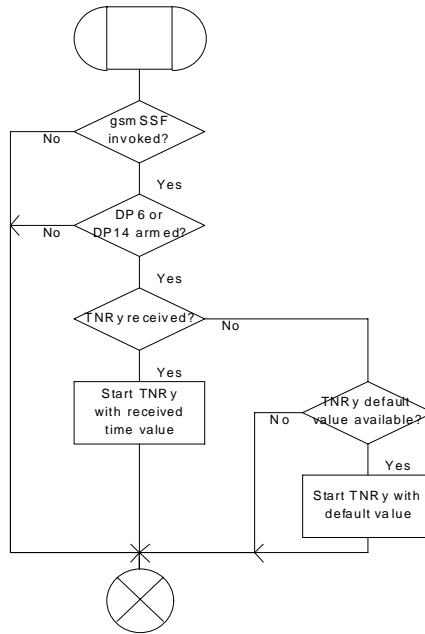 gsmSSF
invoked?
No
Yes
DP6 or
DP14 armed?
No
Yes
TNRy received?
No
Yes
Start TNRy
with received
time value
TNRy default
value available?
No
Yes
Start TNRy with
default value